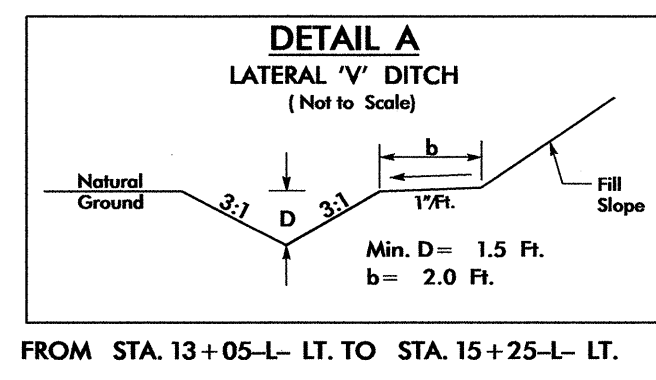 DETAIL A
LATERAL 'V' DITCH
(Not to Scale)
b
Natural
Ground
3:1
D
3:1
1"/Ft.
Fill
Slope
Min. D= 1.5 Ft.
b= 2.0 Ft.
FROM STA. 13+05-L- LT. TO STA. 15+25-L- LT.